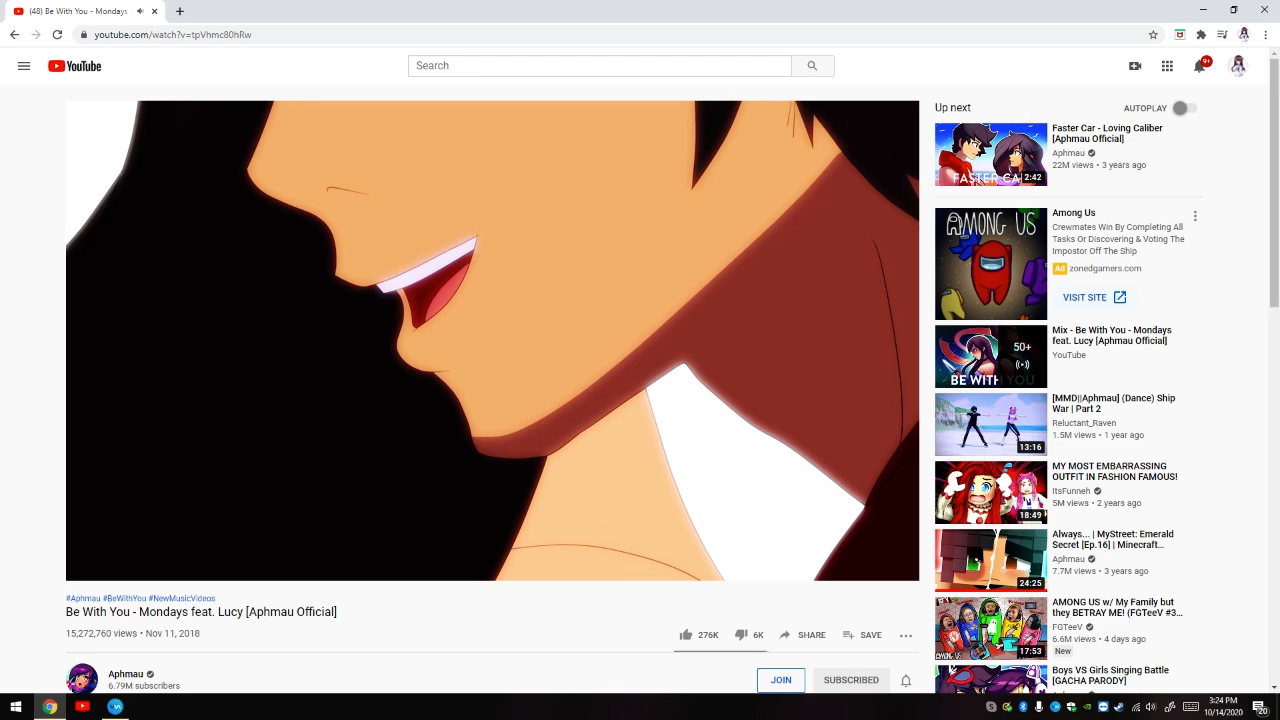 (48) Be With You - Mondays
youtube.com/watch?v=tpVhmc80hRw
YouTube
Search
9+
Up next
AUTOPLAY
FASTER CA
2:42
Faster Car - Loving Caliber
[Aphmau Official]
Aphmau
22M views • 3 years ago
AMONG US
Among Us
Crewmates Win By Completing All
Tasks Or Discovering & Voting The
Impostor Off The Ship
Ad zonedgamers.com
VISIT SITE
BE WITH YOU
50+
Mix - Be With You - Mondays
feat. Lucy [Aphmau Official]
YouTube
13:16
[MMD||Aphmau] (Dance) Ship
War | Part 2
Reluctant_Raven
1.5M views • 1 year ago
18:49
MY MOST EMBARRASSING
OUTFIT IN FASHION FAMOUS!
ItsFunneh
5M views • 2 years ago
24:25
Always... | MyStreet: Emerald
Secret [Ep.16] | Minecraft...
Aphmau
7.7M views • 3 years ago
AMONG US
17:53
AMONG US w/ My Family but
they BETRAY ME! (FGTeeV #3...
FGTeeV
6.6M views • 4 days ago
New
Boys VS Girls Singing Battle
[GACHA PARODY]
#Aphmau #BeWithYou #NewMusicVideos
Be With You - Mondays feat. Lucy [Aphmau Official]
15,272,760 views • Nov 11, 2018
276K
6K
SHARE
SAVE
Aphmau
6.79M subscribers
JOIN
SUBSCRIBED
3:24 PM
10/14/2020
20